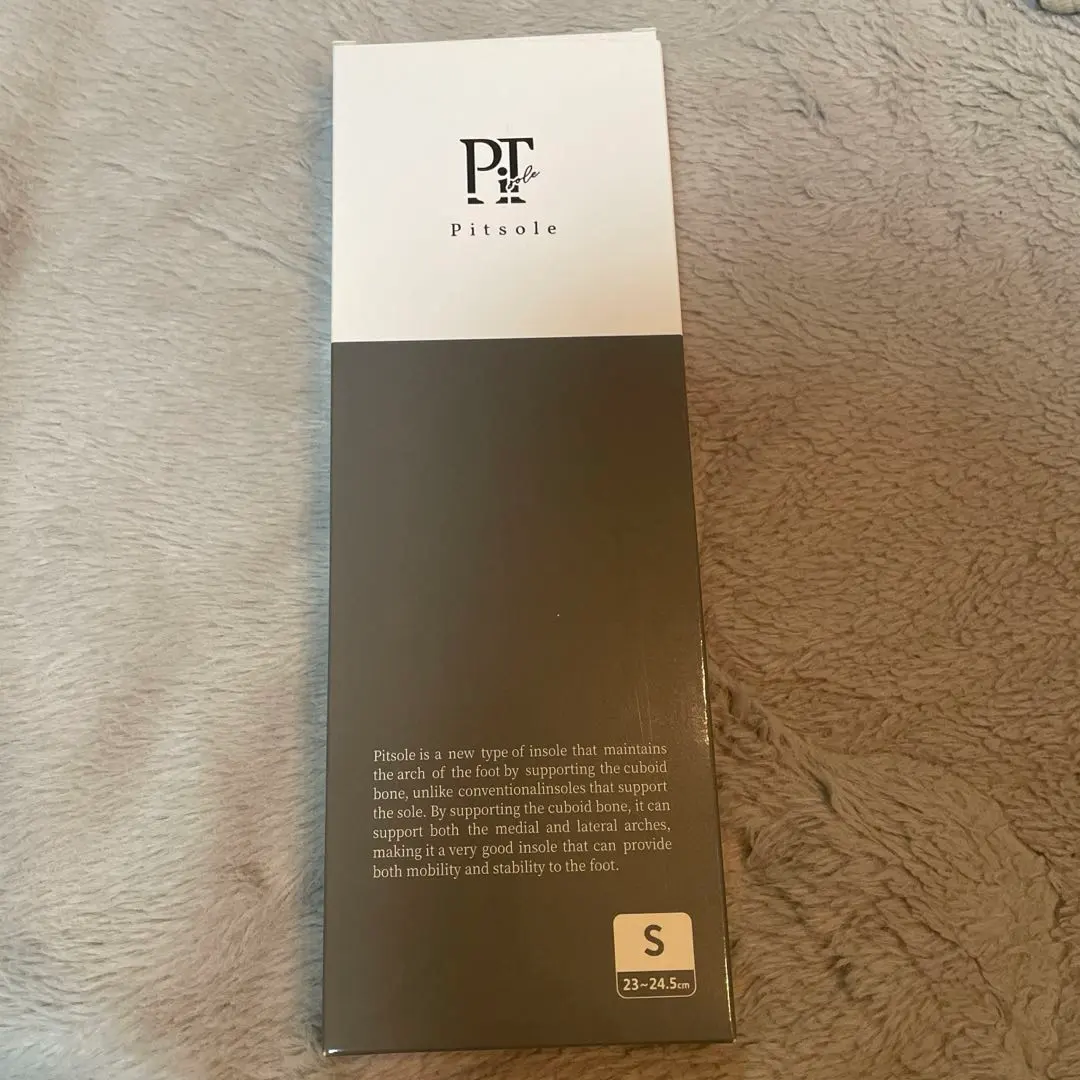 PiT sole
Pitsole
Pitsole is a new type of insole that maintains
the arch of the foot by supporting the cuboid
bone, unlike conventionalinsoles that support
the sole. By supporting the cuboid bone, it can
support both the medial and lateral arches,
making it a very good insole that can provide
both mobility and stability to the foot.
S
23~24.5cm